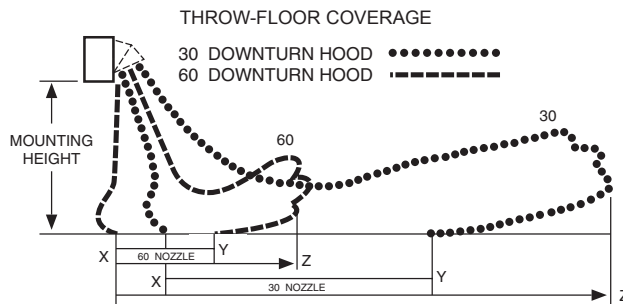 THROW-FLOOR COVERAGE
30 DOWNTURN HOOD
60 DOWNTURN HOOD
30
60
MOUNTING
HEIGHT
X
60 NOZZLE
Y
Z
X
30 NOZZLE
Y
Z